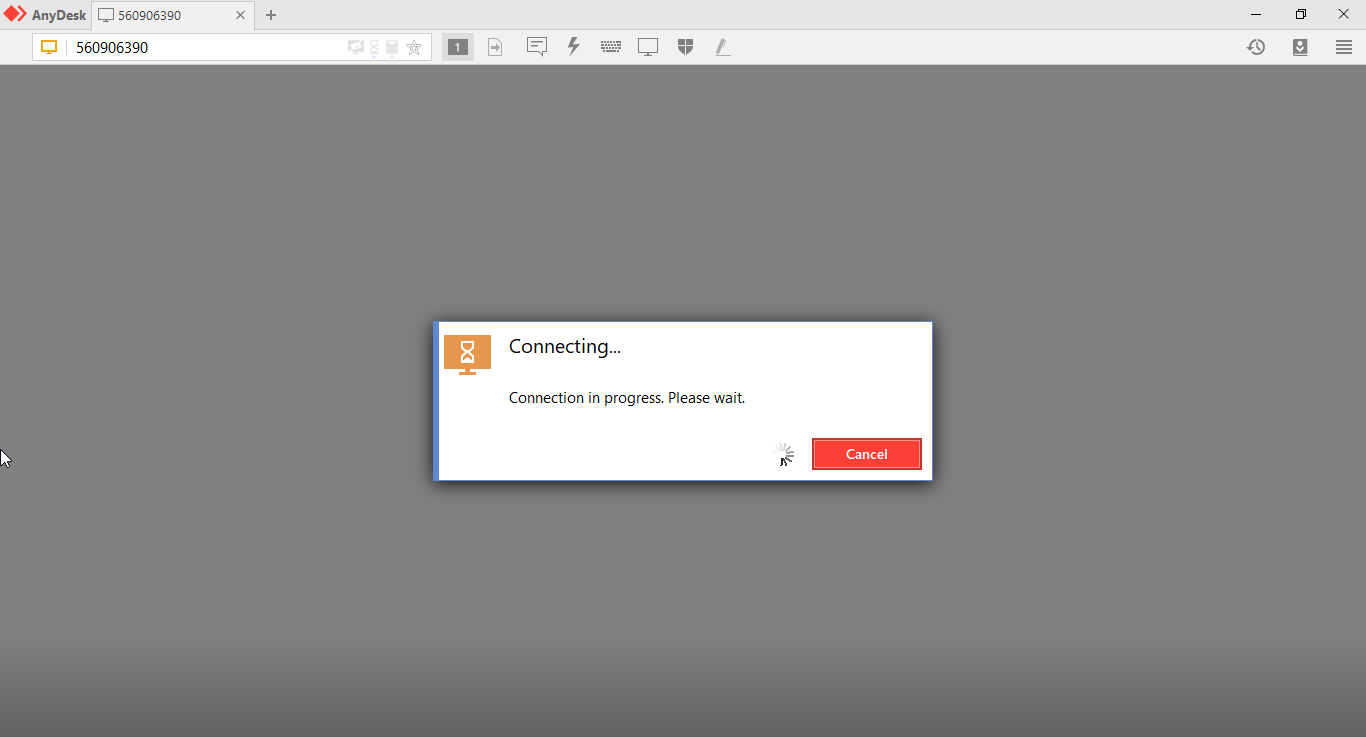 AnyDesk
560906390
560906390
1
Connecting...
Connection in progress. Please wait.
Cancel